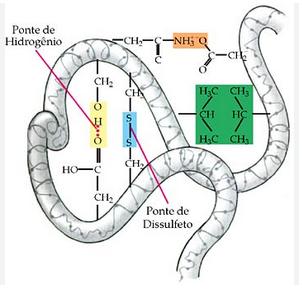 Ponte de
Hidrogênio
CH₂
C
C
NH₃⁺ ⁻O
C
O
CH₂
CH₂
O
H
O
HO—C
CH₂
CH₂
S
S
CH₂
H₃C CH₃
CH HC
H₃C CH₃
Ponte de
Dissulfeto